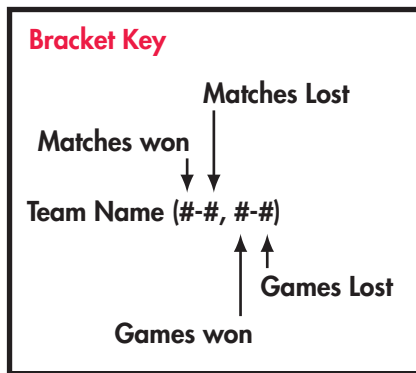 Bracket Key
Matches Lost
Matches won
Team Name (#-#, #-#)
Games Lost
Games won